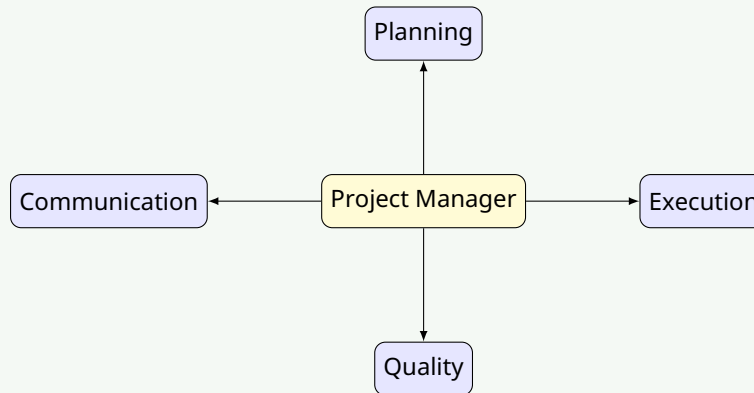 Planning
Communication
Project Manager
Execution
Quality